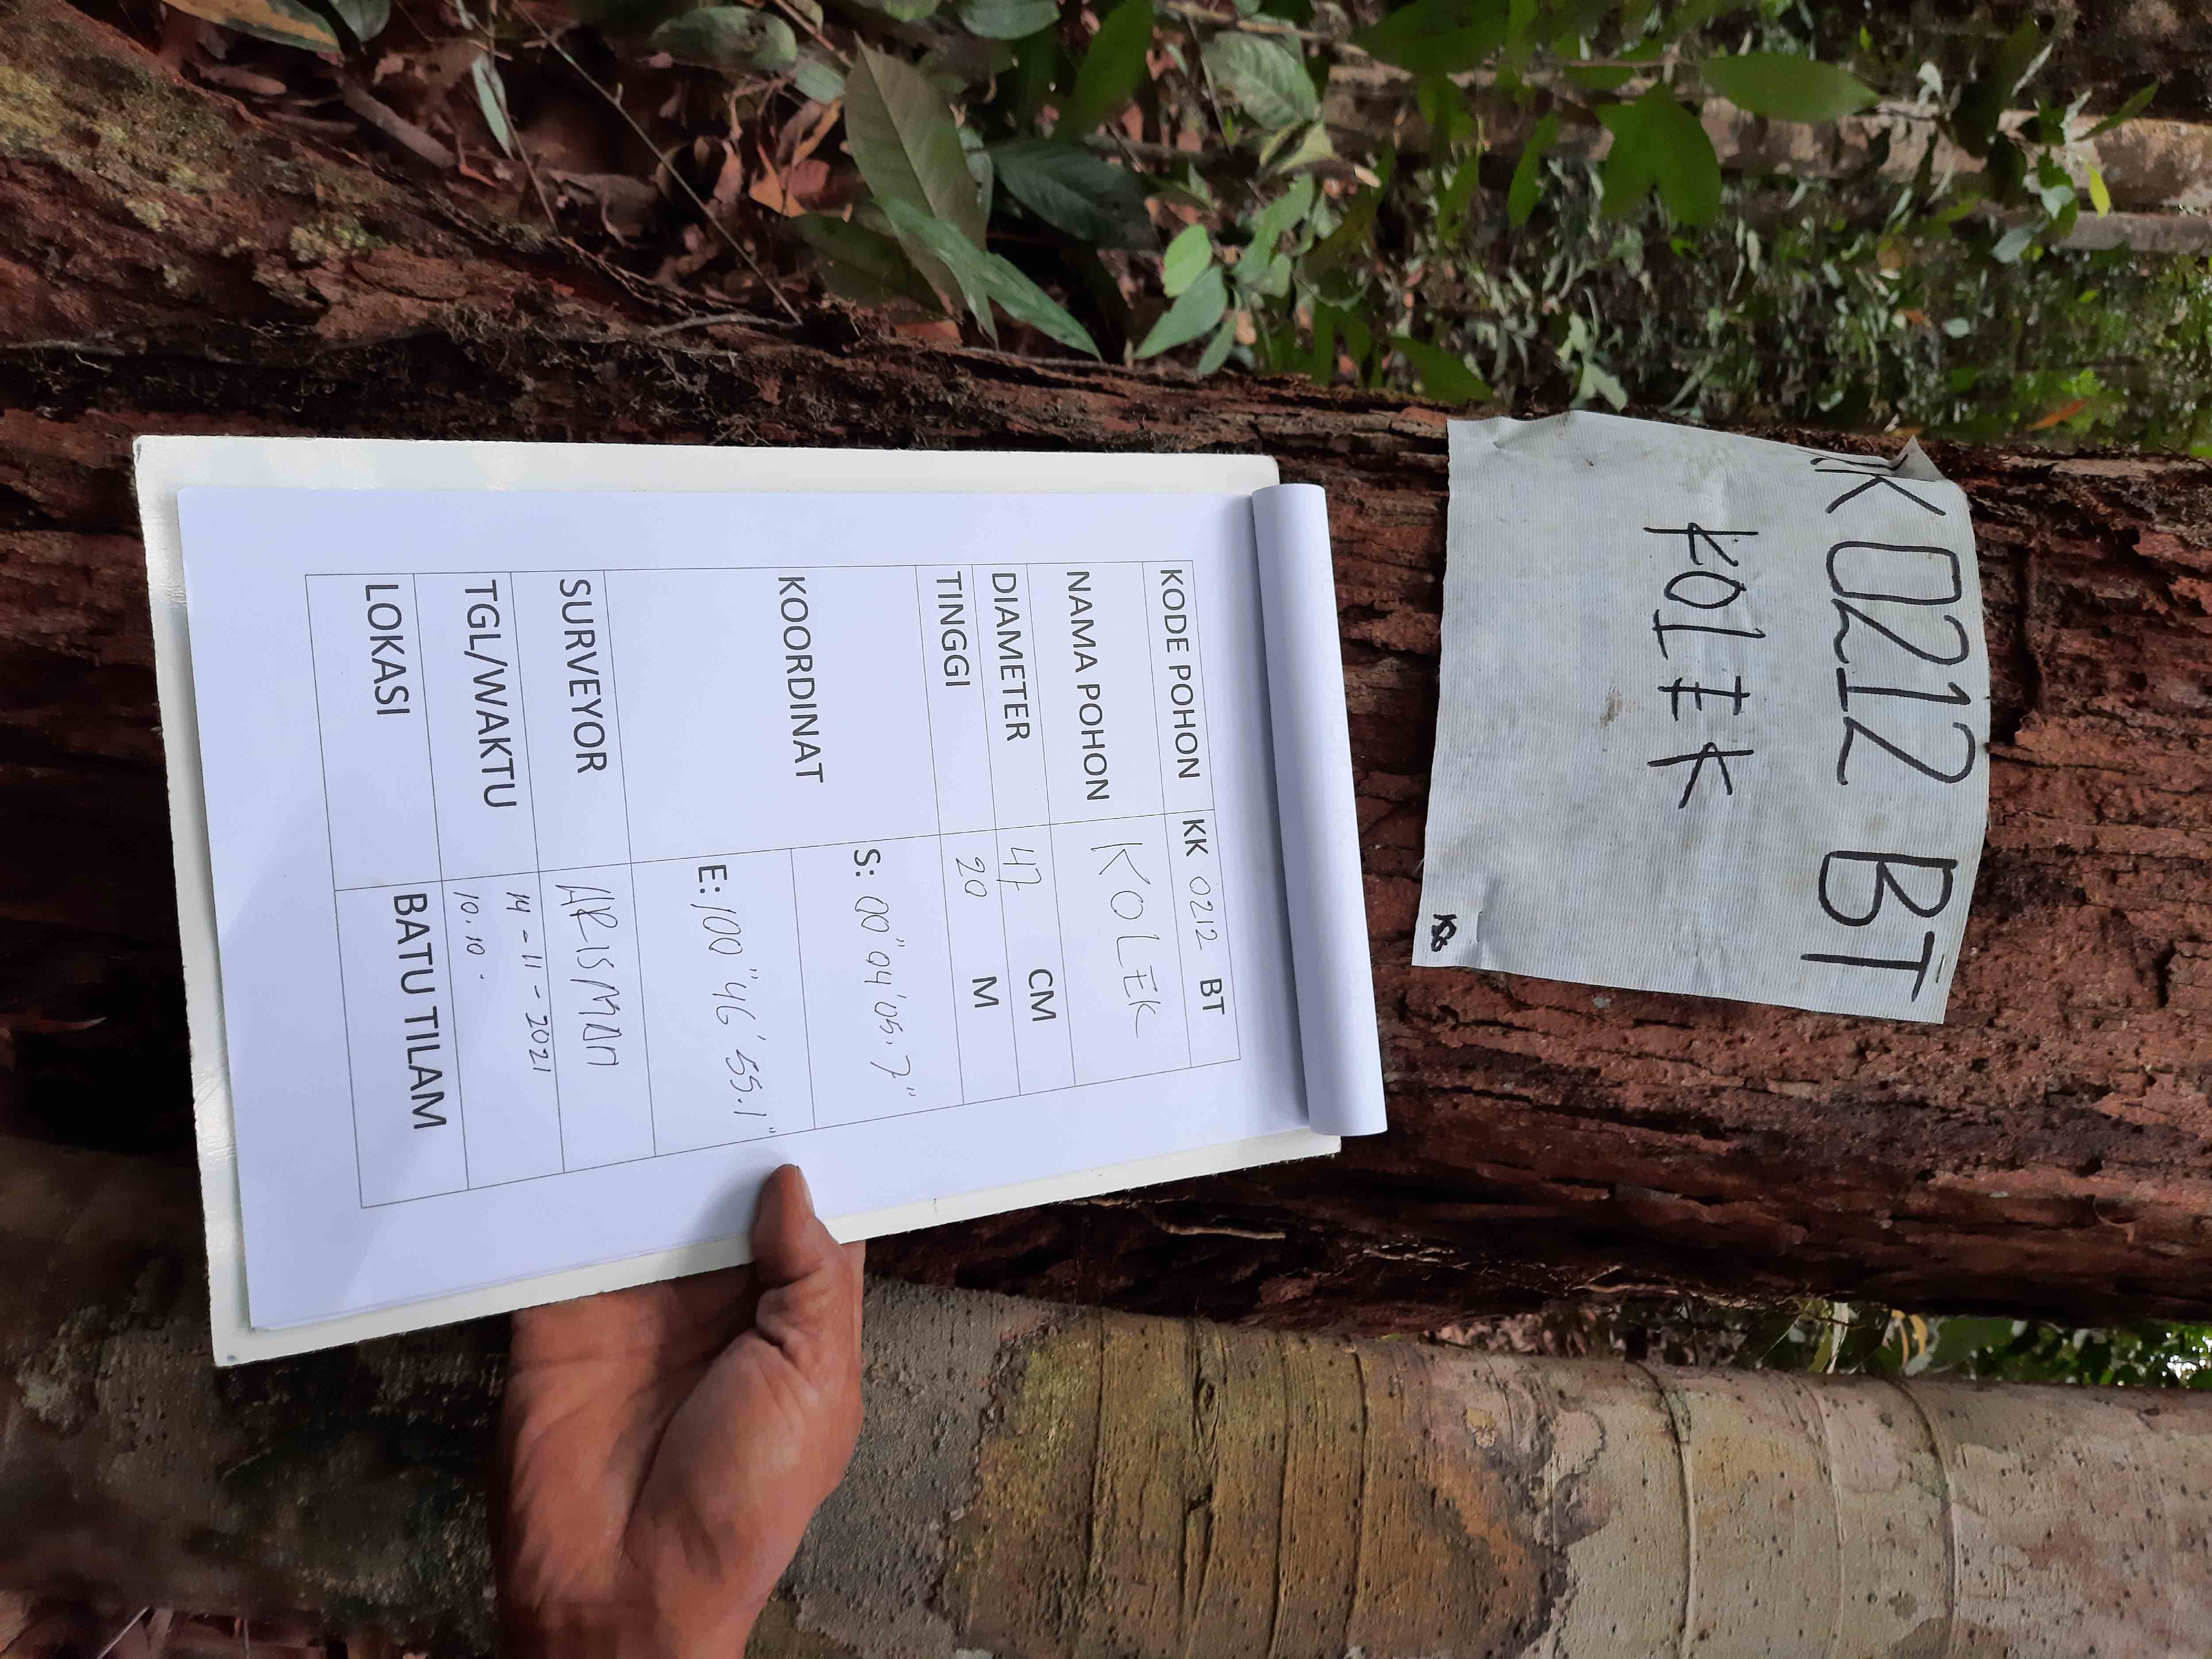 KK0212 BT
KOLEK
KODE POHON KK 0212 BT
NAMA POHON KOLEK
DIAMETER 47 CM
TINGGI 20 M
KOORDINAT S: 00" 04' 05.7"
E: 100" 46' 55.1"
SURVEYOR ARISMAN
TGL/WAKTU 14 - 11 - 2021
10.10.
LOKASI BATU TILAM